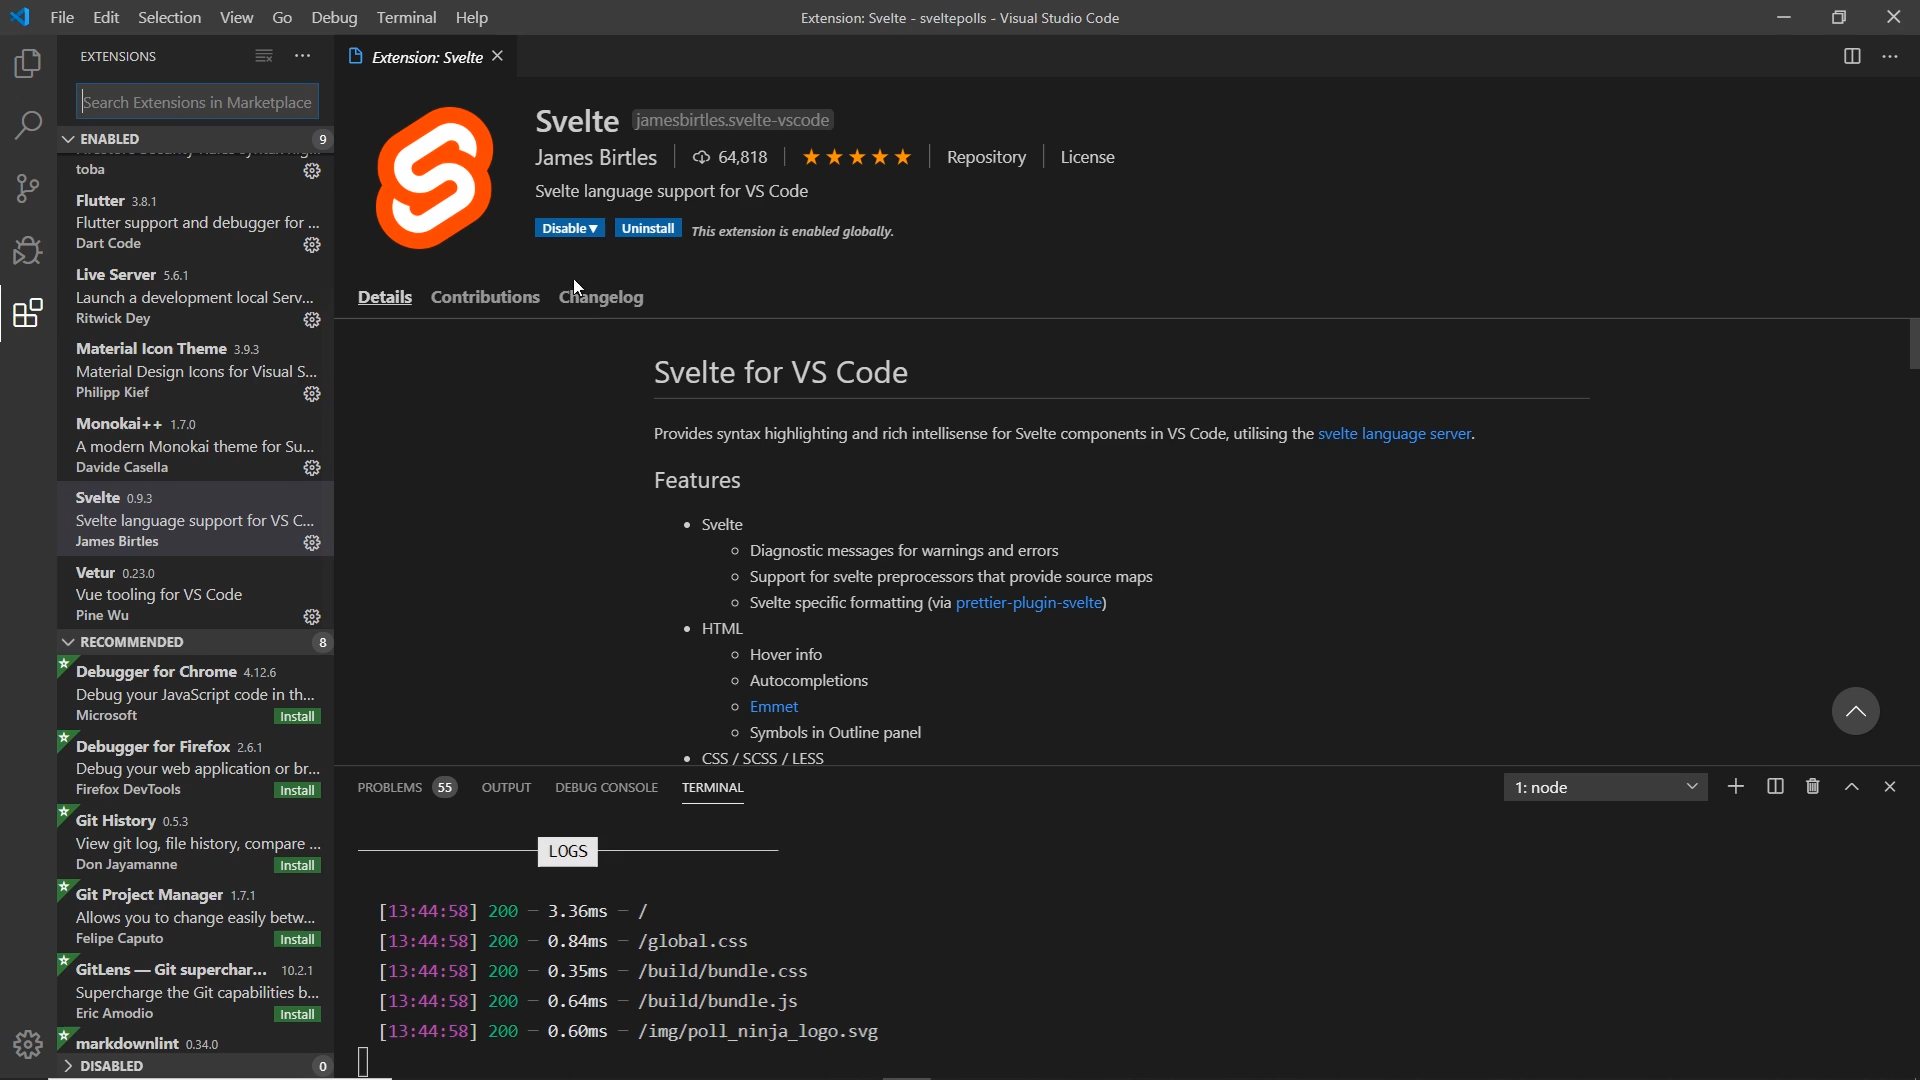 File Edit Selection View Go Debug Terminal Help
Extension: Svelte - sveltepolls - Visual Studio Code
EXTENSIONS
Search Extensions in Marketplace
ENABLED 9
toba
Flutter 3.8.1
Flutter support and debugger for ...
Dart Code
Live Server 5.6.1
Launch a development local Serv...
Ritwick Dey
Material Icon Theme 3.9.3
Material Design Icons for Visual S...
Philipp Kief
Monokai++ 1.7.0
A modern Monokai theme for Su...
Davide Casella
Svelte 0.9.3
Svelte language support for VS C...
James Birtles
Vetur 0.23.0
Vue tooling for VS Code
Pine Wu
RECOMMENDED 8
Debugger for Chrome 4.12.6
Debug your JavaScript code in th...
Microsoft Install
Debugger for Firefox 2.6.1
Debug your web application or br...
Firefox DevTools Install
Git History 0.5.3
View git log, file history, compare ...
Don Jayamanne Install
Git Project Manager 1.7.1
Allows you to change easily betw...
Felipe Caputo Install
GitLens — Git superchar... 10.2.1
Supercharge the Git capabilities b...
Eric Amodio Install
markdownlint 0.34.0
DISABLED 0
Extension: Svelte
Svelte jamesbirtles.svelte-vscode
James Birtles 64,818 Repository License
Svelte language support for VS Code
Disable Uninstall This extension is enabled globally.
Details Contributions Changelog
Svelte for VS Code
Provides syntax highlighting and rich intellisense for Svelte components in VS Code, utilising the svelte language server.
Features
• Svelte
Diagnostic messages for warnings and errors
Support for svelte preprocessors that provide source maps
Svelte specific formatting (via prettier-plugin-svelte)
• HTML
Hover info
Autocompletions
Emmet
Symbols in Outline panel
• CSS / SCSS / LESS
PROBLEMS 55 OUTPUT DEBUG CONSOLE TERMINAL 1: node
LOGS
[13:44:58] 200 — 3.36ms — /
[13:44:58] 200 — 0.84ms — /global.css
[13:44:58] 200 — 0.35ms — /build/bundle.css
[13:44:58] 200 — 0.64ms — /build/bundle.js
[13:44:58] 200 — 0.60ms — /img/poll_ninja_logo.svg